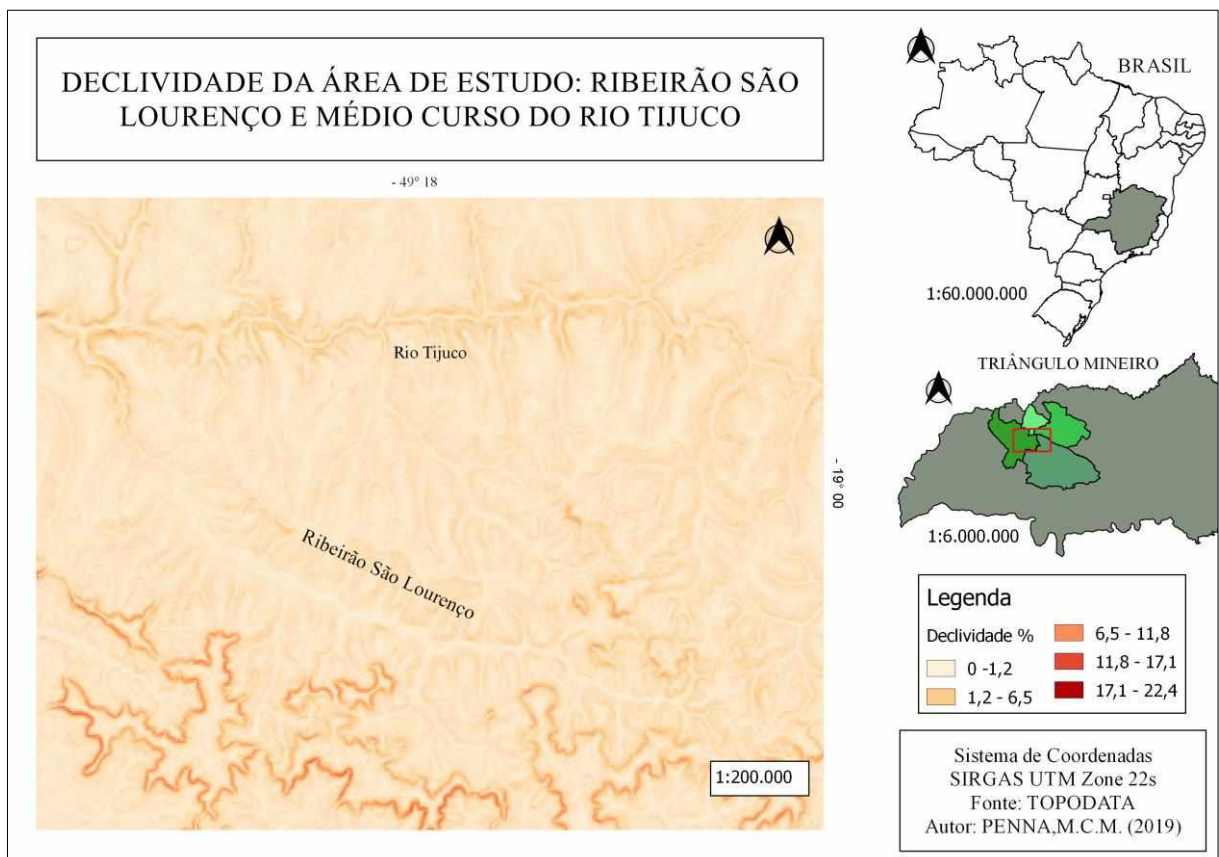 DECLIVIDADE DA ÁREA DE ESTUDO: RIBEIRÃO SÃO
LOURENÇO E MÉDIO CURSO DO RIO TIJUCO
- 49° 18
Rio Tijuco
Ribeirão São Lourenço
- 19° 00
1:200.000
BRASIL
1:60.000.000
TRIÂNGULO MINEIRO
1:6.000.000
Legenda
Declividade %
0 -1,2
1,2 - 6,5
6,5 - 11,8
11,8 - 17,1
17,1 - 22,4
Sistema de Coordenadas
SIRGAS UTM Zone 22s
Fonte: TOPODATA
Autor: PENNA,M.C.M. (2019)